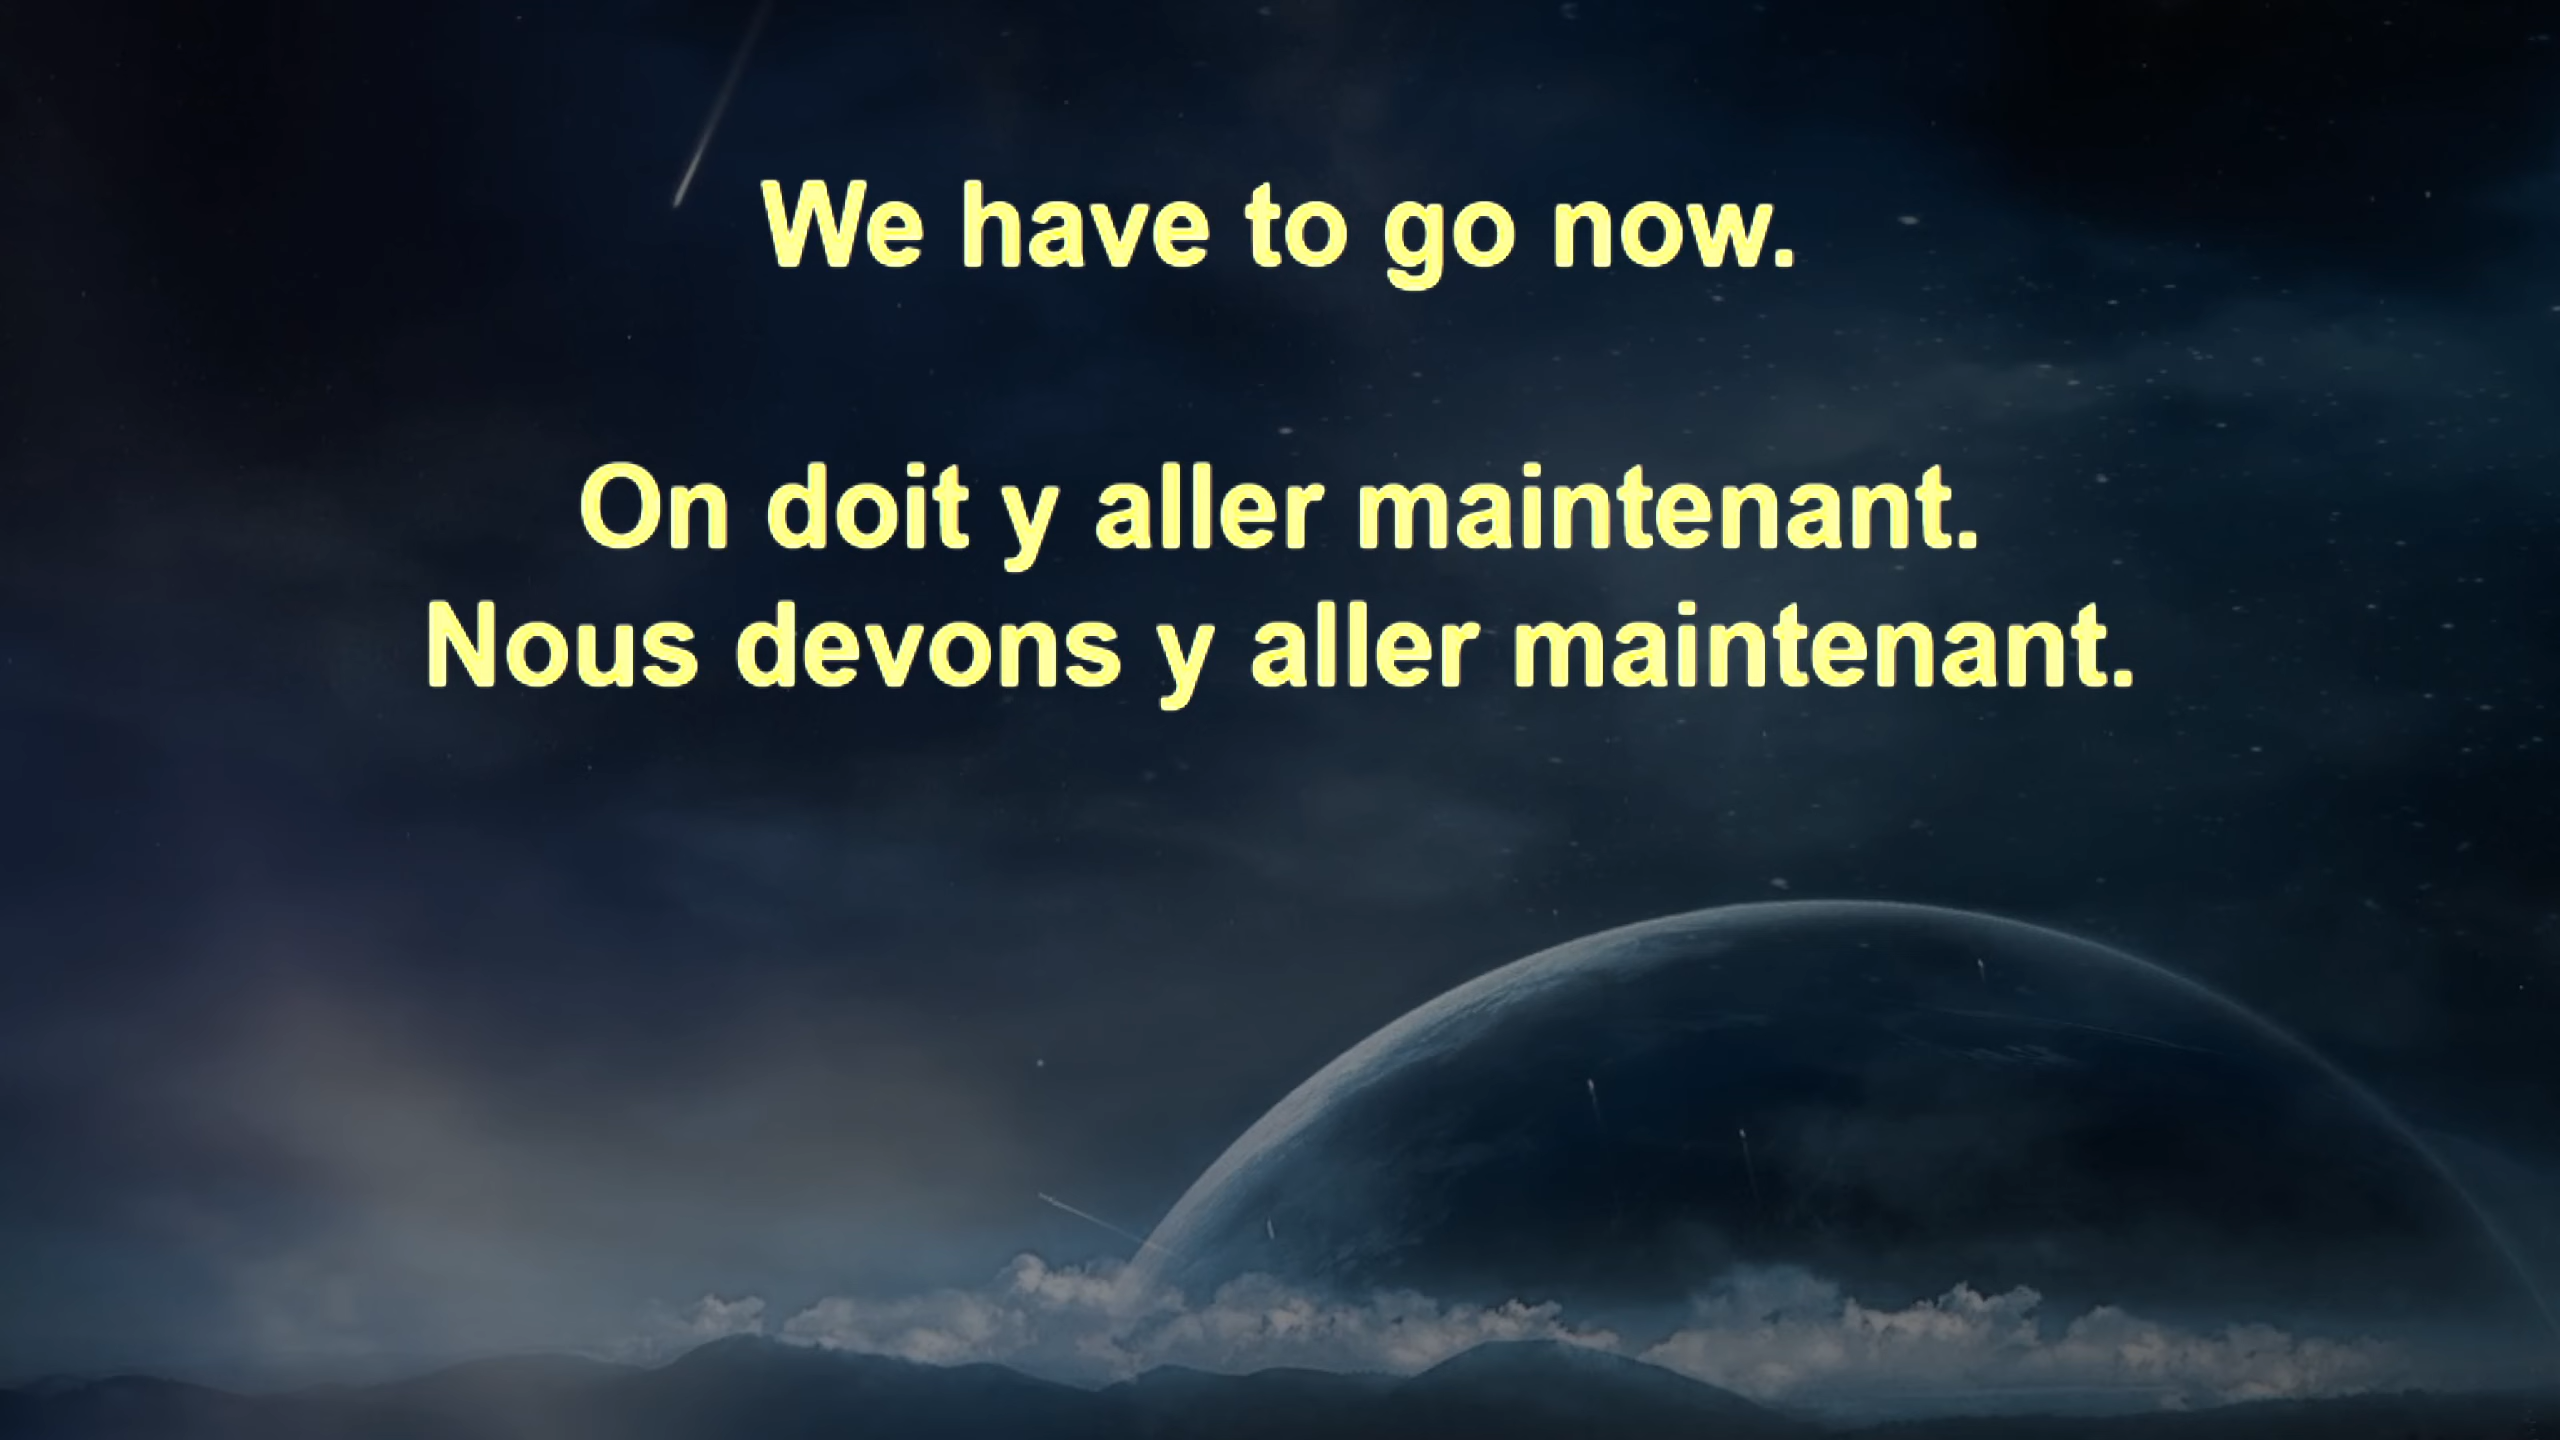 We have to go now.
On doit y aller maintenant.
Nous devons y aller maintenant.